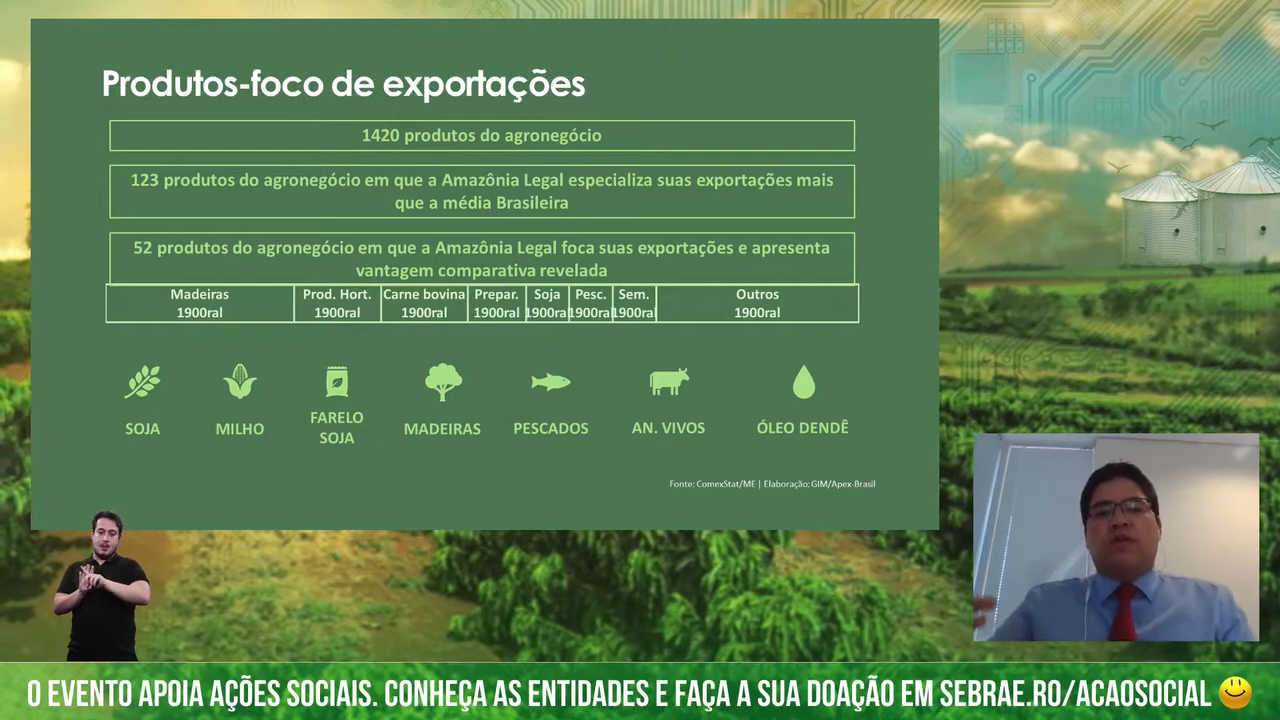 Produtos-foco de exportações
1420 produtos do agronegócio
123 produtos do agronegócio em que a Amazônia Legal especializa suas exportações mais
que a média Brasileira
52 produtos do agronegócio em que a Amazônia Legal foca suas exportações e apresenta
vantagem comparativa revelada
Madeiras Prod. Hort. Carne bovina Prepar. Soja Pesc. Sem. Outros
1900ral 1900ral 1900ral 1900ral 1900ral 1900ral 1900ral 1900ral
SOJA MILHO FARELO SOJA MADEIRAS PESCADOS AN. VIVOS ÓLEO DENDÊ
Fonte: ComexStat/ME | Elaboração: GIM/Apex-Brasil
O EVENTO APOIA AÇÕES SOCIAIS. CONHEÇA AS ENTIDADES E FAÇA A SUA DOAÇÃO EM SEBRAE.RO/ACAOSOCIAL